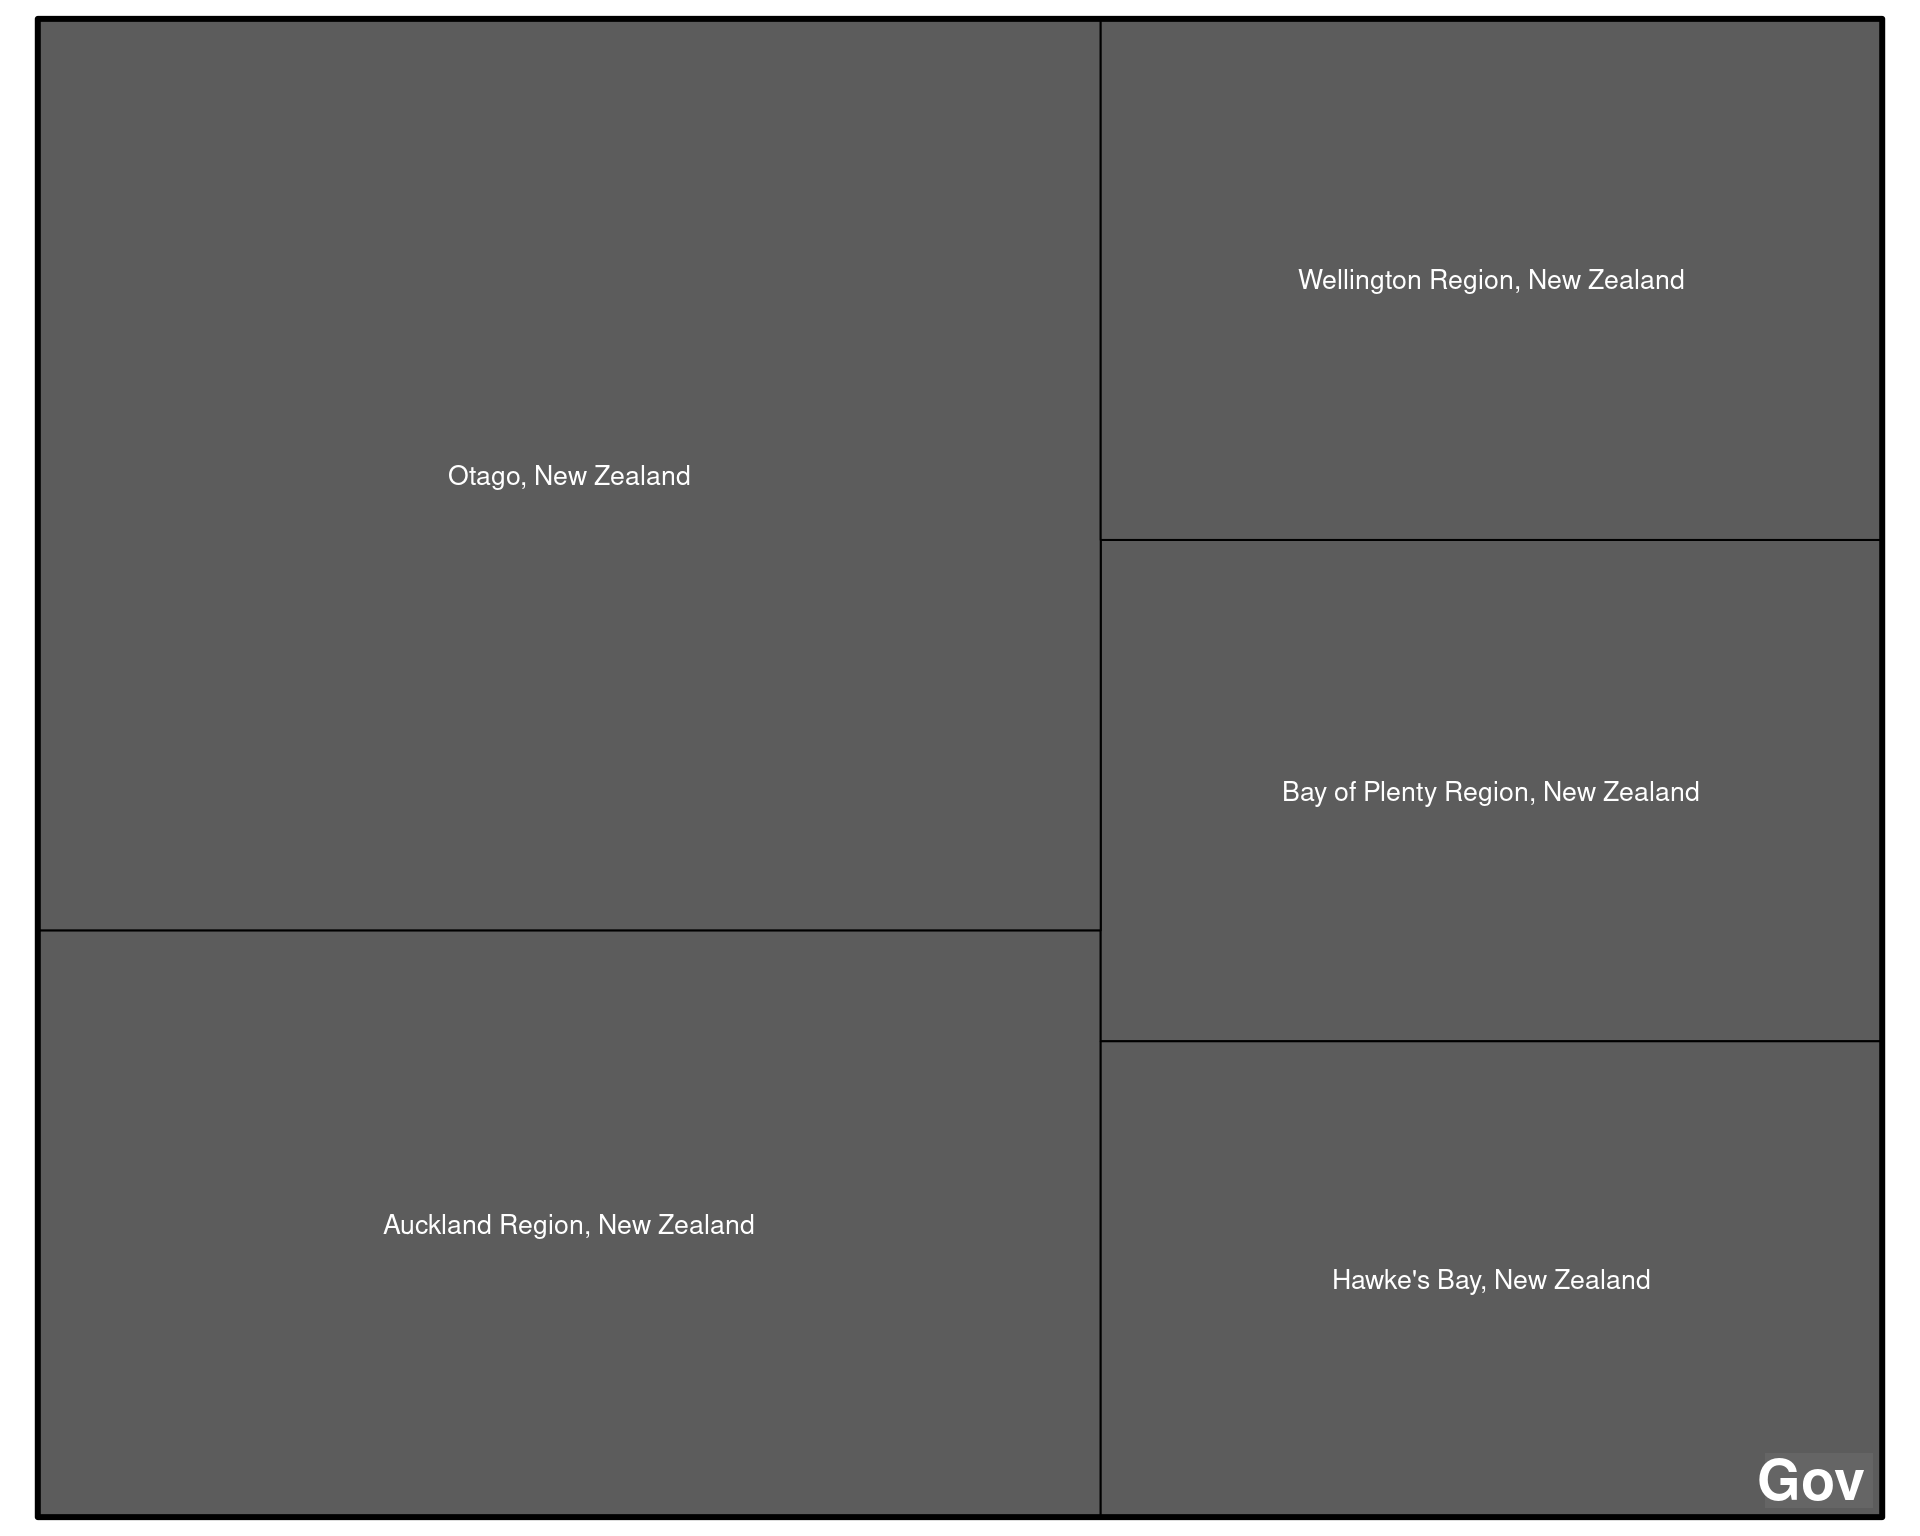 Otago, New Zealand
Wellington Region, New Zealand
Bay of Plenty Region, New Zealand
Auckland Region, New Zealand
Hawke's Bay, New Zealand
Gov